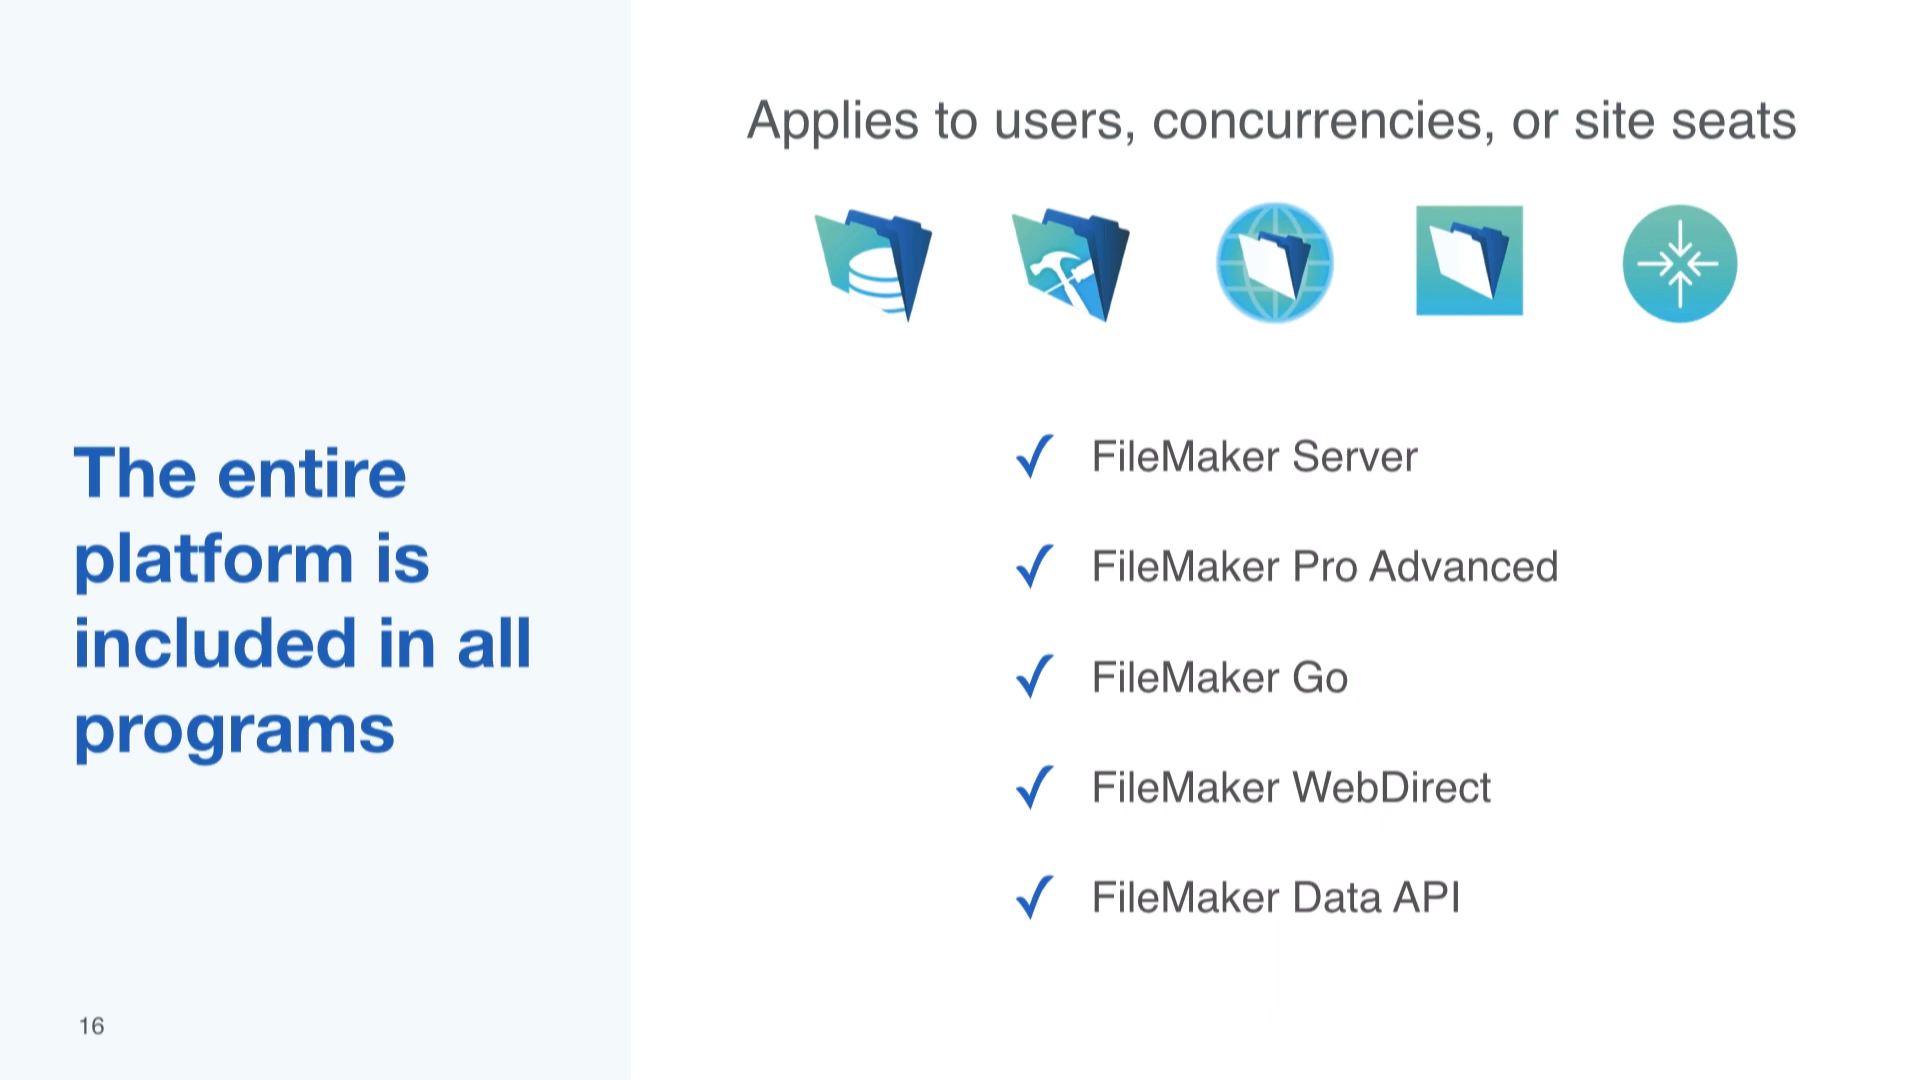 The entire
platform is
included in all
programs
Applies to users, concurrencies, or site seats
✓ FileMaker Server
✓ FileMaker Pro Advanced
✓ FileMaker Go
✓ FileMaker WebDirect
✓ FileMaker Data API
16